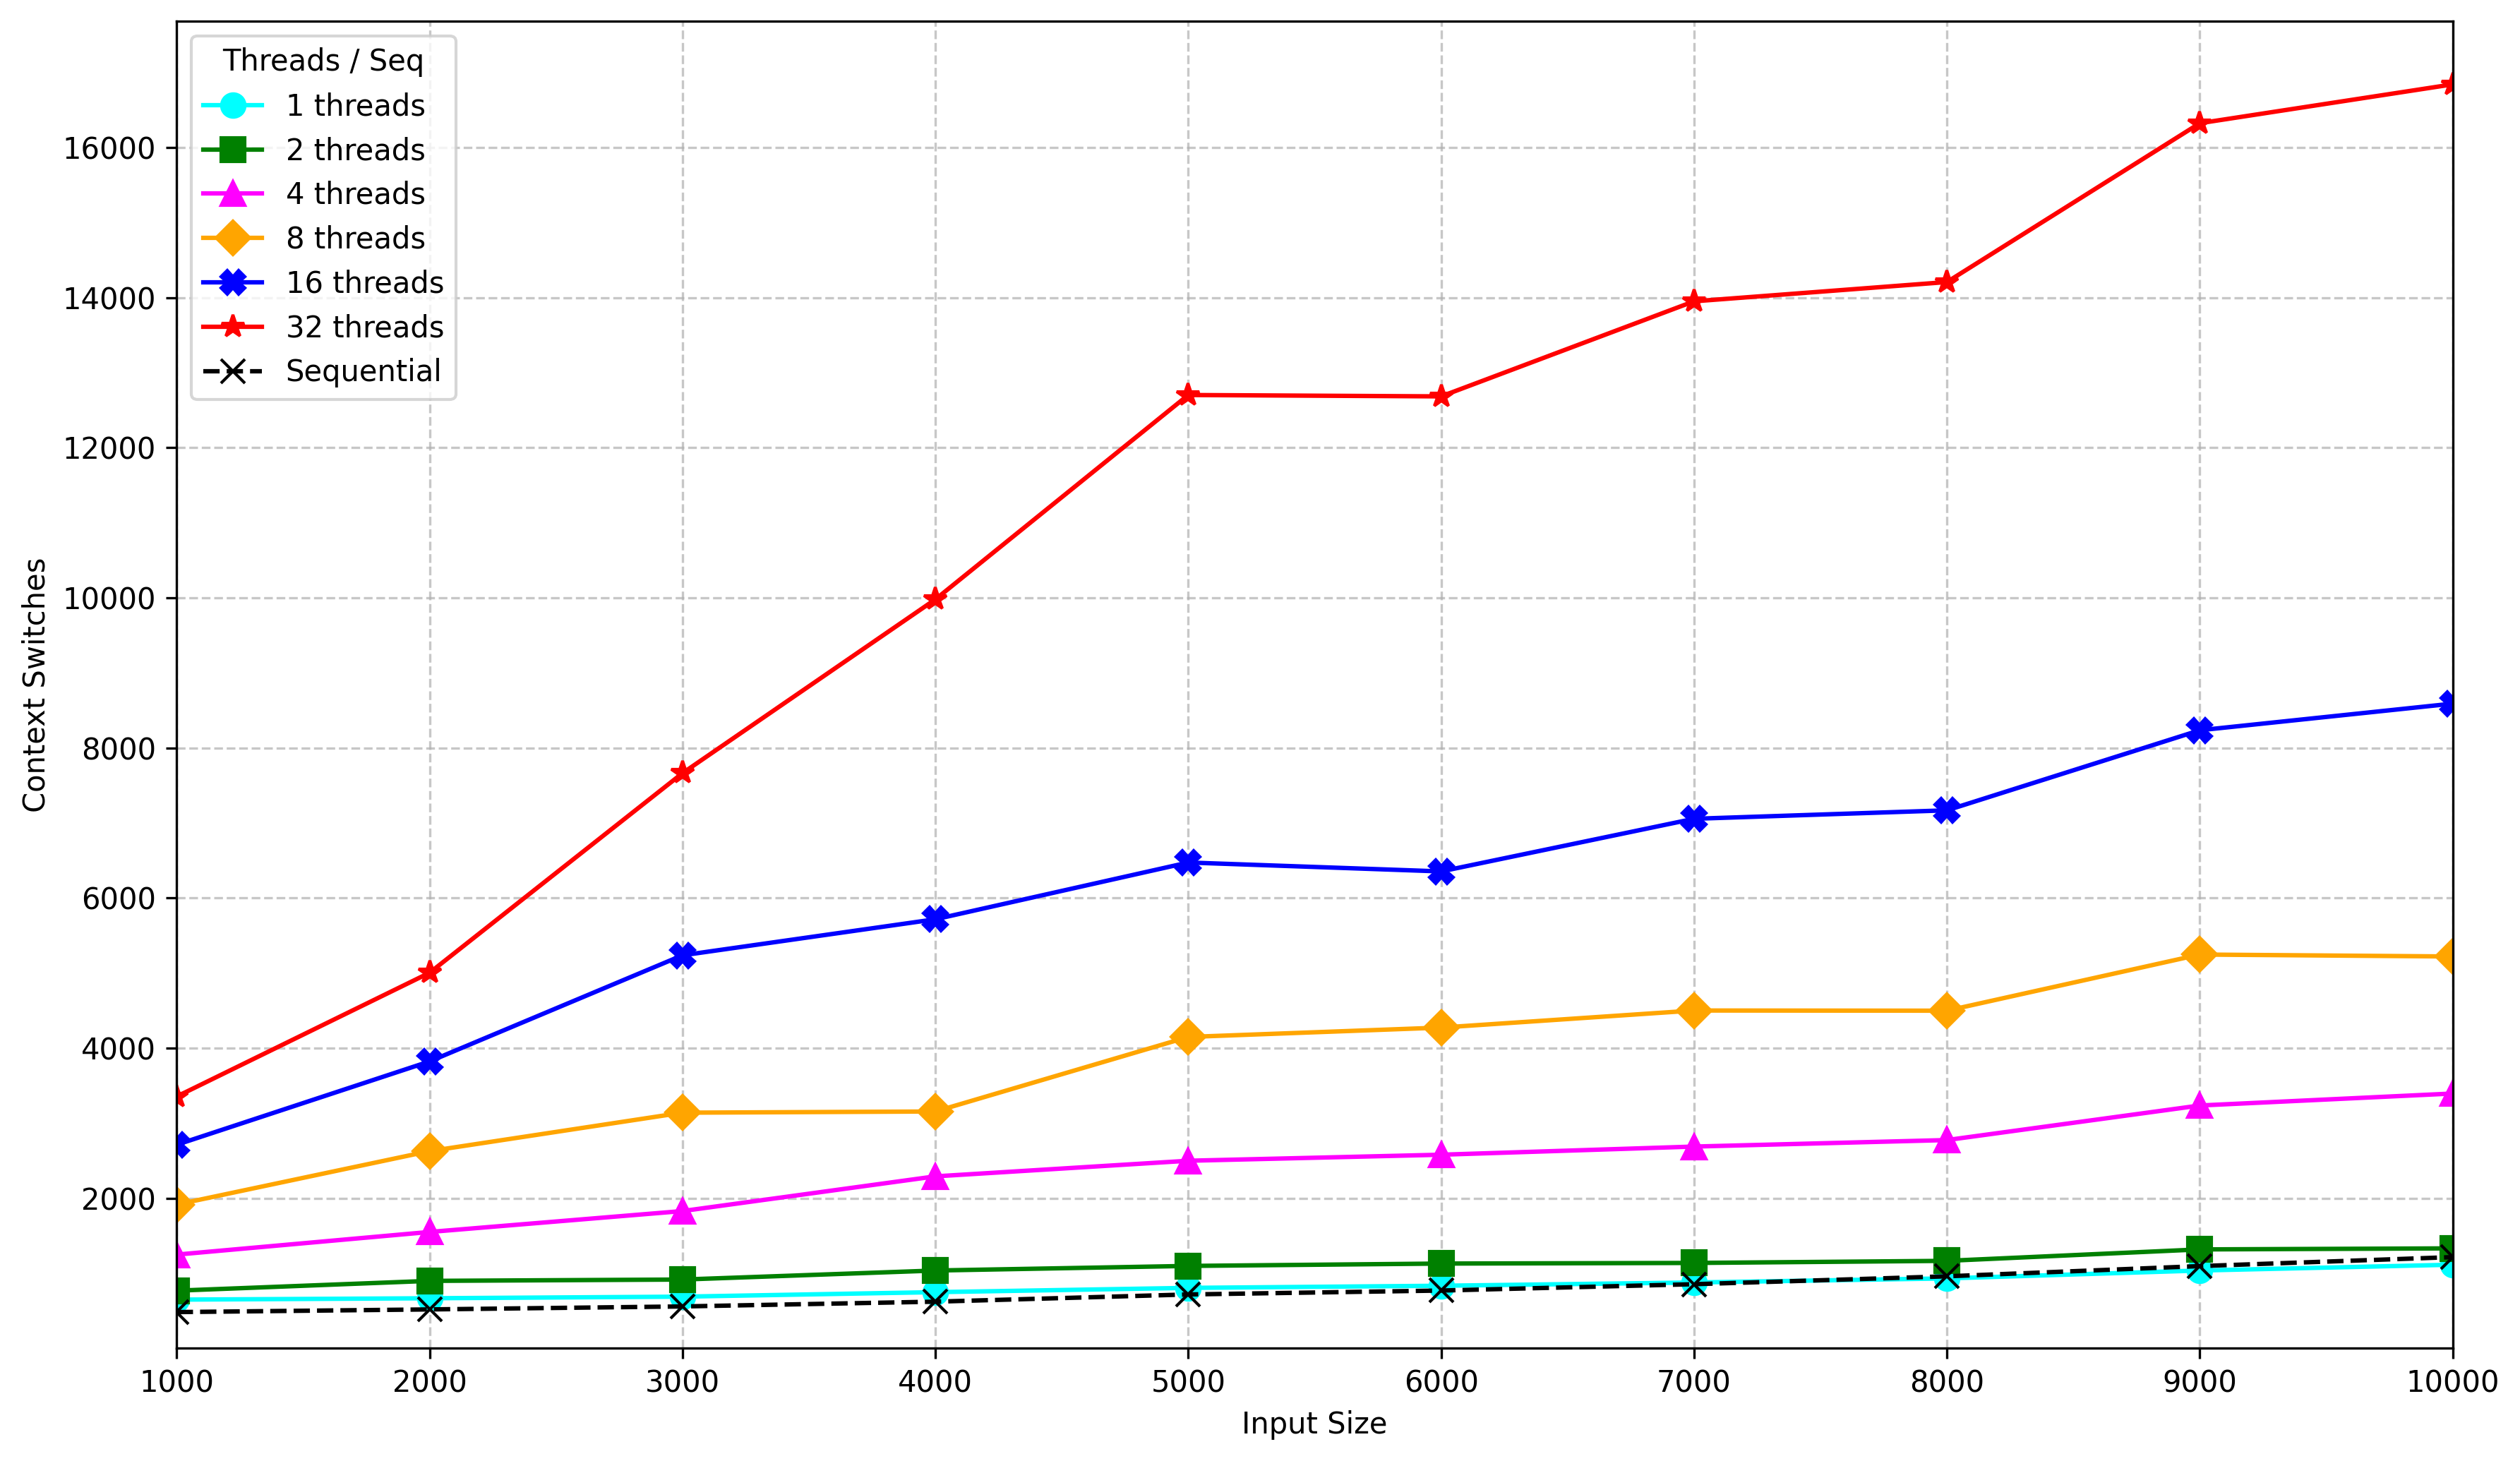 Threads / Seq
1 threads
2 threads
4 threads
8 threads
16 threads
32 threads
Sequential
16000
14000
12000
10000
8000
6000
4000
2000
Context Switches
1000 2000 3000 4000 5000 6000 7000 8000 9000 10000
Input Size